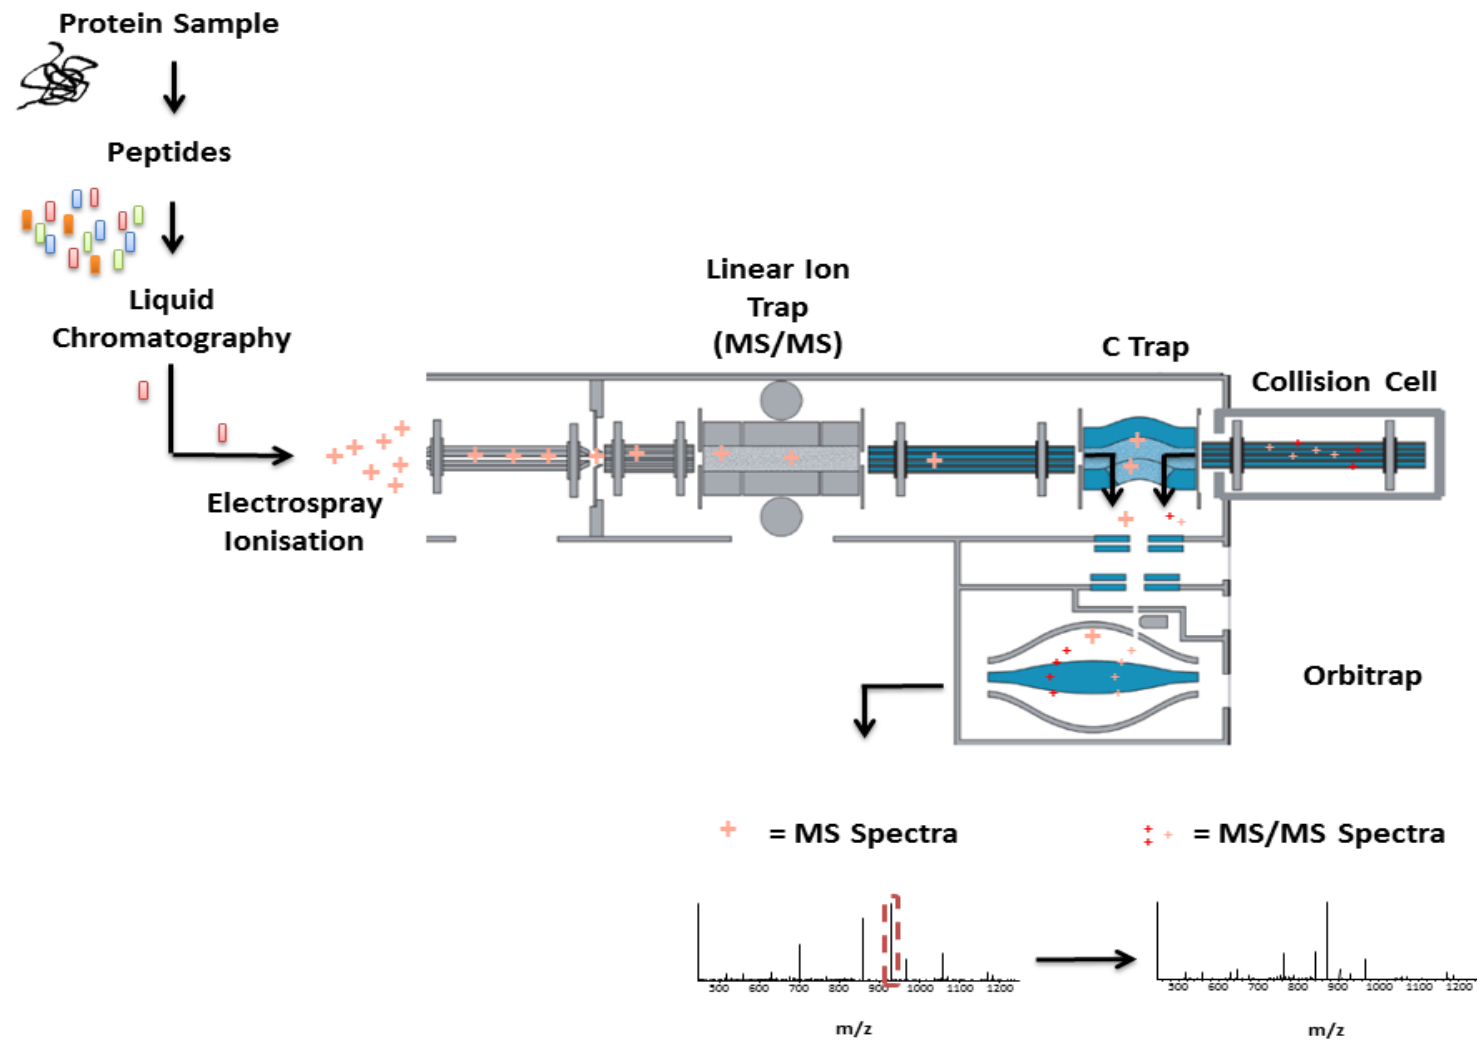 Protein Sample
Peptides
Liquid
Chromatography
Electrospray
Ionisation
Linear Ion
Trap
(MS/MS)
C Trap
Collision Cell
Orbitrap
= MS Spectra
= MS/MS Spectra
500 600 700 800 900 1000 1100 1200
m/z
500 600 700 800 900 1000 1100 1200
m/z